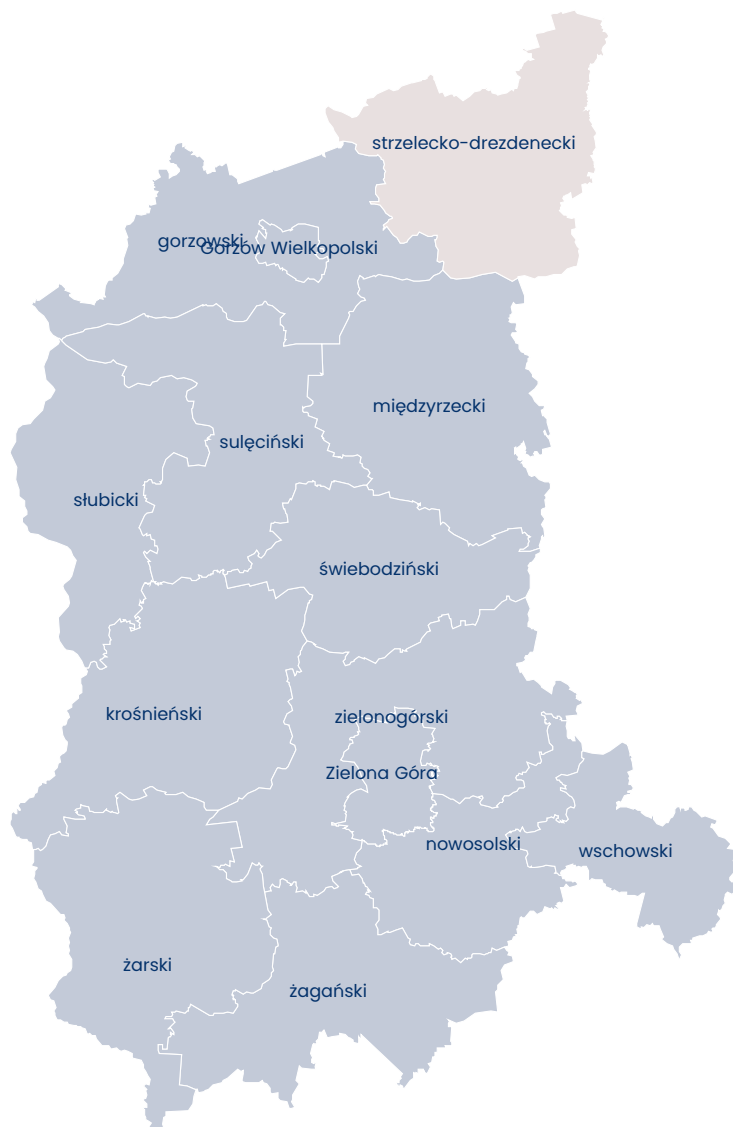 strzelecko-drezdenecki
gorzowski
Gorzów Wielkopolski
międzyrzecki
sulęciński
słubicki
świebodziński
krośnieński
zielonogórski
Zielona Góra
nowosolski
wschowski
żarski
żagański